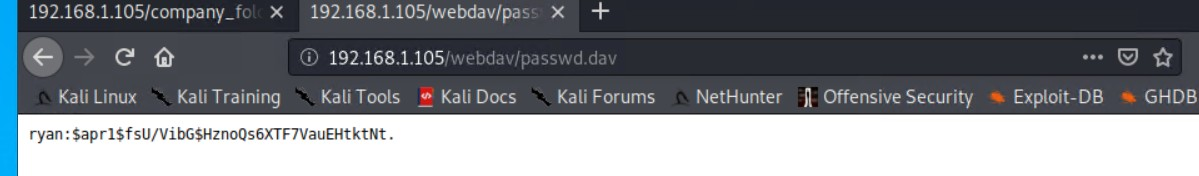 192.168.1.105/company_fol
192.168.1.105/webdav/pass
192.168.1.105/webdav/passwd.dav
Kali Linux Kali Training Kali Tools Kali Docs Kali Forums NetHunter Offensive Security Exploit-DB GHDB
ryan:$apr1$fsU/VibG$HznoQs6XTF7VauEHtktNt.